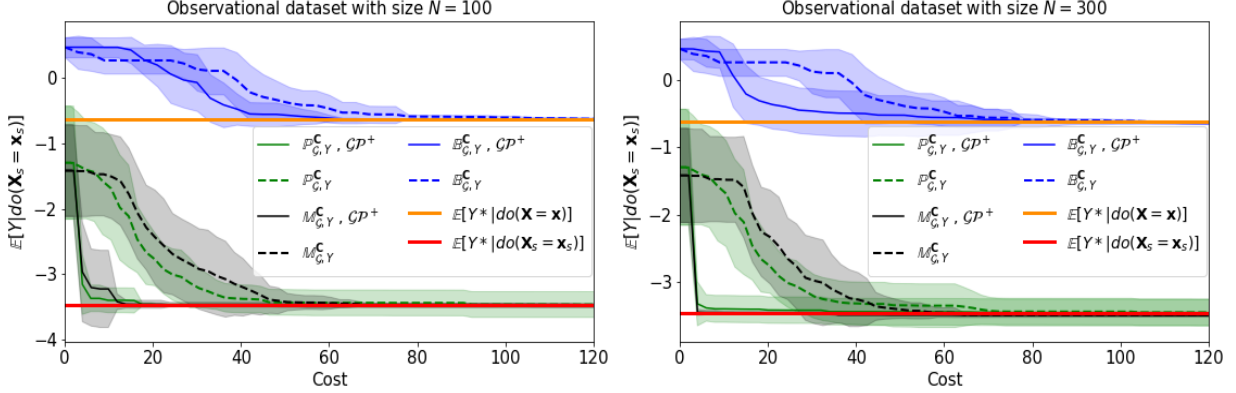 Observational dataset with size N = 100
𝔼[Y|do(X_s = x_s)]
0
−1
−2
−3
−4
ℙ^C_{𝒢,Y} , 𝒢𝒫⁺
ℙ^C_{𝒢,Y}
𝕄^C_{𝒢,Y} , 𝒢𝒫⁺
𝕄^C_{𝒢,Y}
𝔹^C_{𝒢,Y} , 𝒢𝒫⁺
𝔹^C_{𝒢,Y}
𝔼[Y*|do(X = x)]
𝔼[Y*|do(X_s = x_s)]
0 20 40 60 80 100 120
Cost
Observational dataset with size N = 300
𝔼[Y|do(X_s = x_s)]
0
−1
−2
−3
ℙ^C_{𝒢,Y} , 𝒢𝒫⁺
ℙ^C_{𝒢,Y}
𝕄^C_{𝒢,Y} , 𝒢𝒫⁺
𝕄^C_{𝒢,Y}
𝔹^C_{𝒢,Y} , 𝒢𝒫⁺
𝔹^C_{𝒢,Y}
𝔼[Y*|do(X = x)]
𝔼[Y*|do(X_s = x_s)]
0 20 40 60 80 100 120
Cost